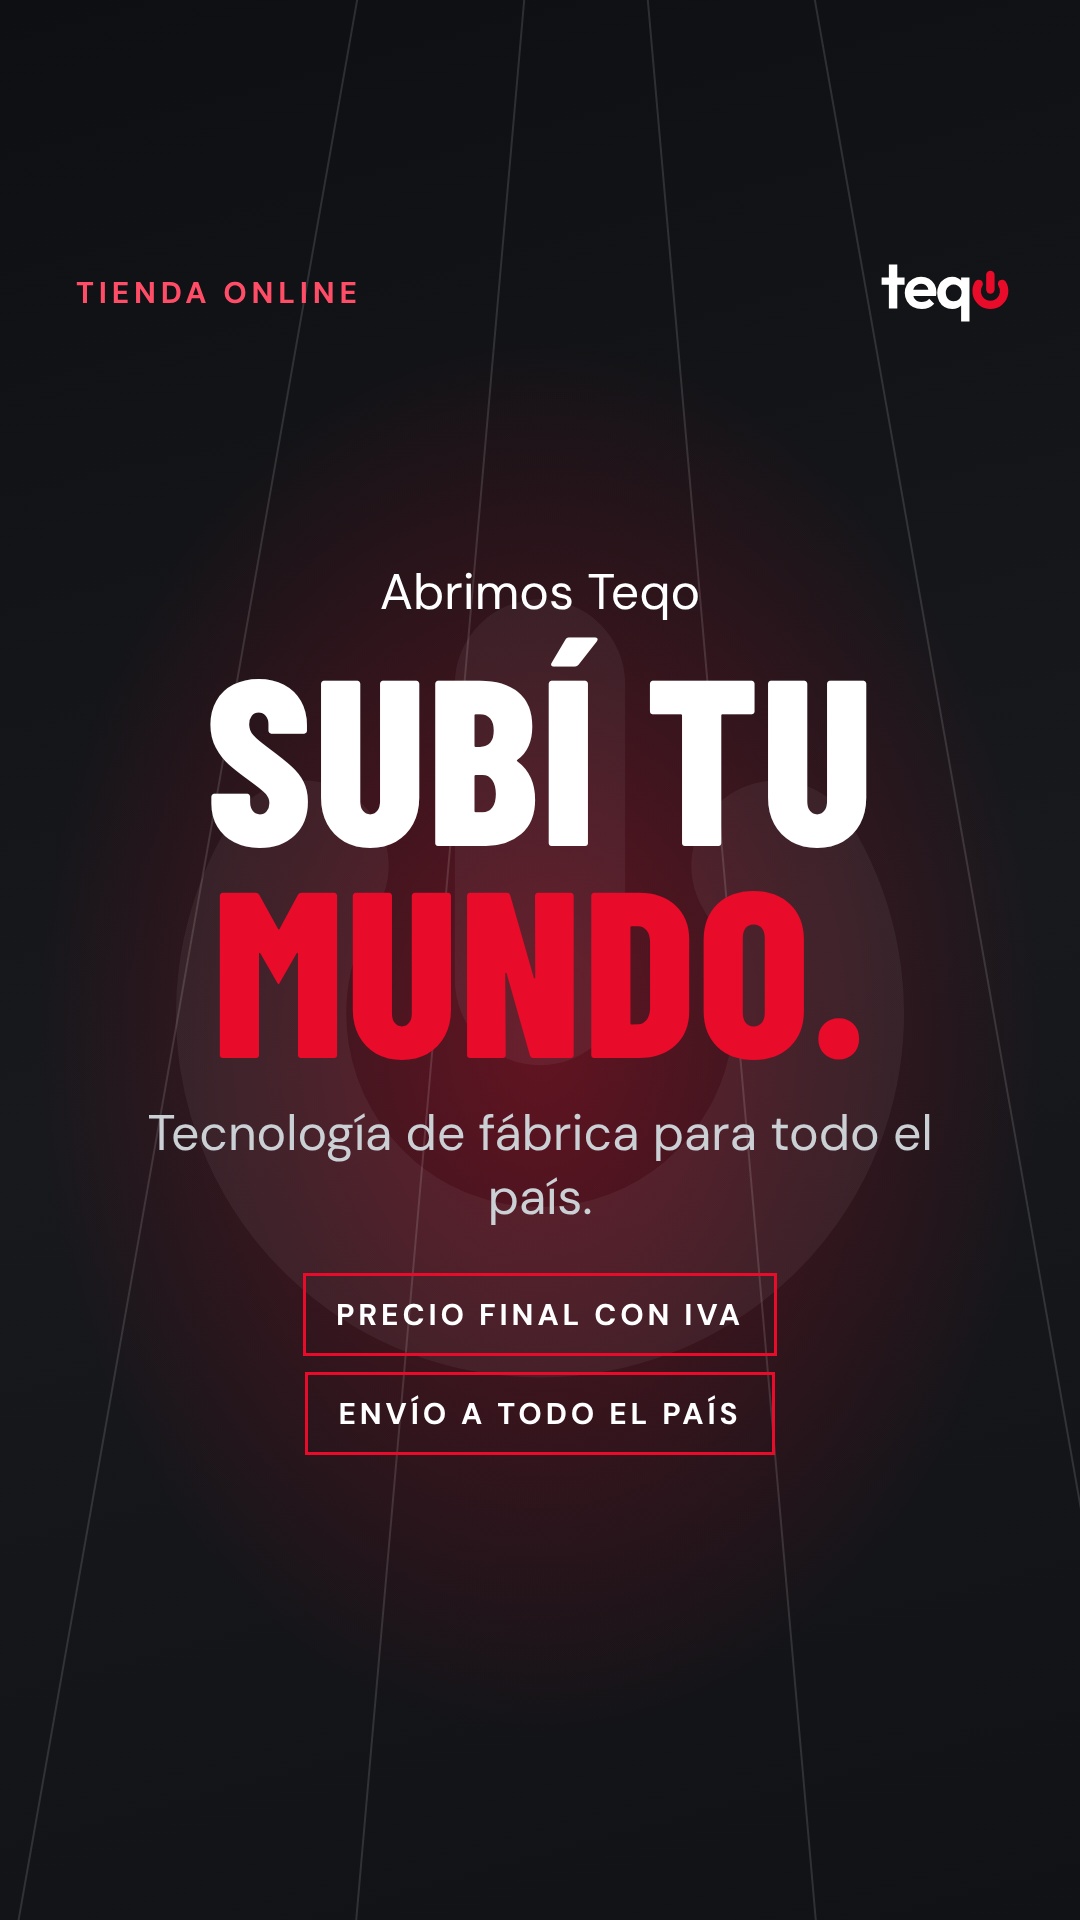 TIENDA ONLINE
teqo
Abrimos Teqo
SUBÍ TU
MUNDO.
Tecnología de fábrica para todo el
país.
PRECIO FINAL CON IVA
ENVÍO A TODO EL PAÍS